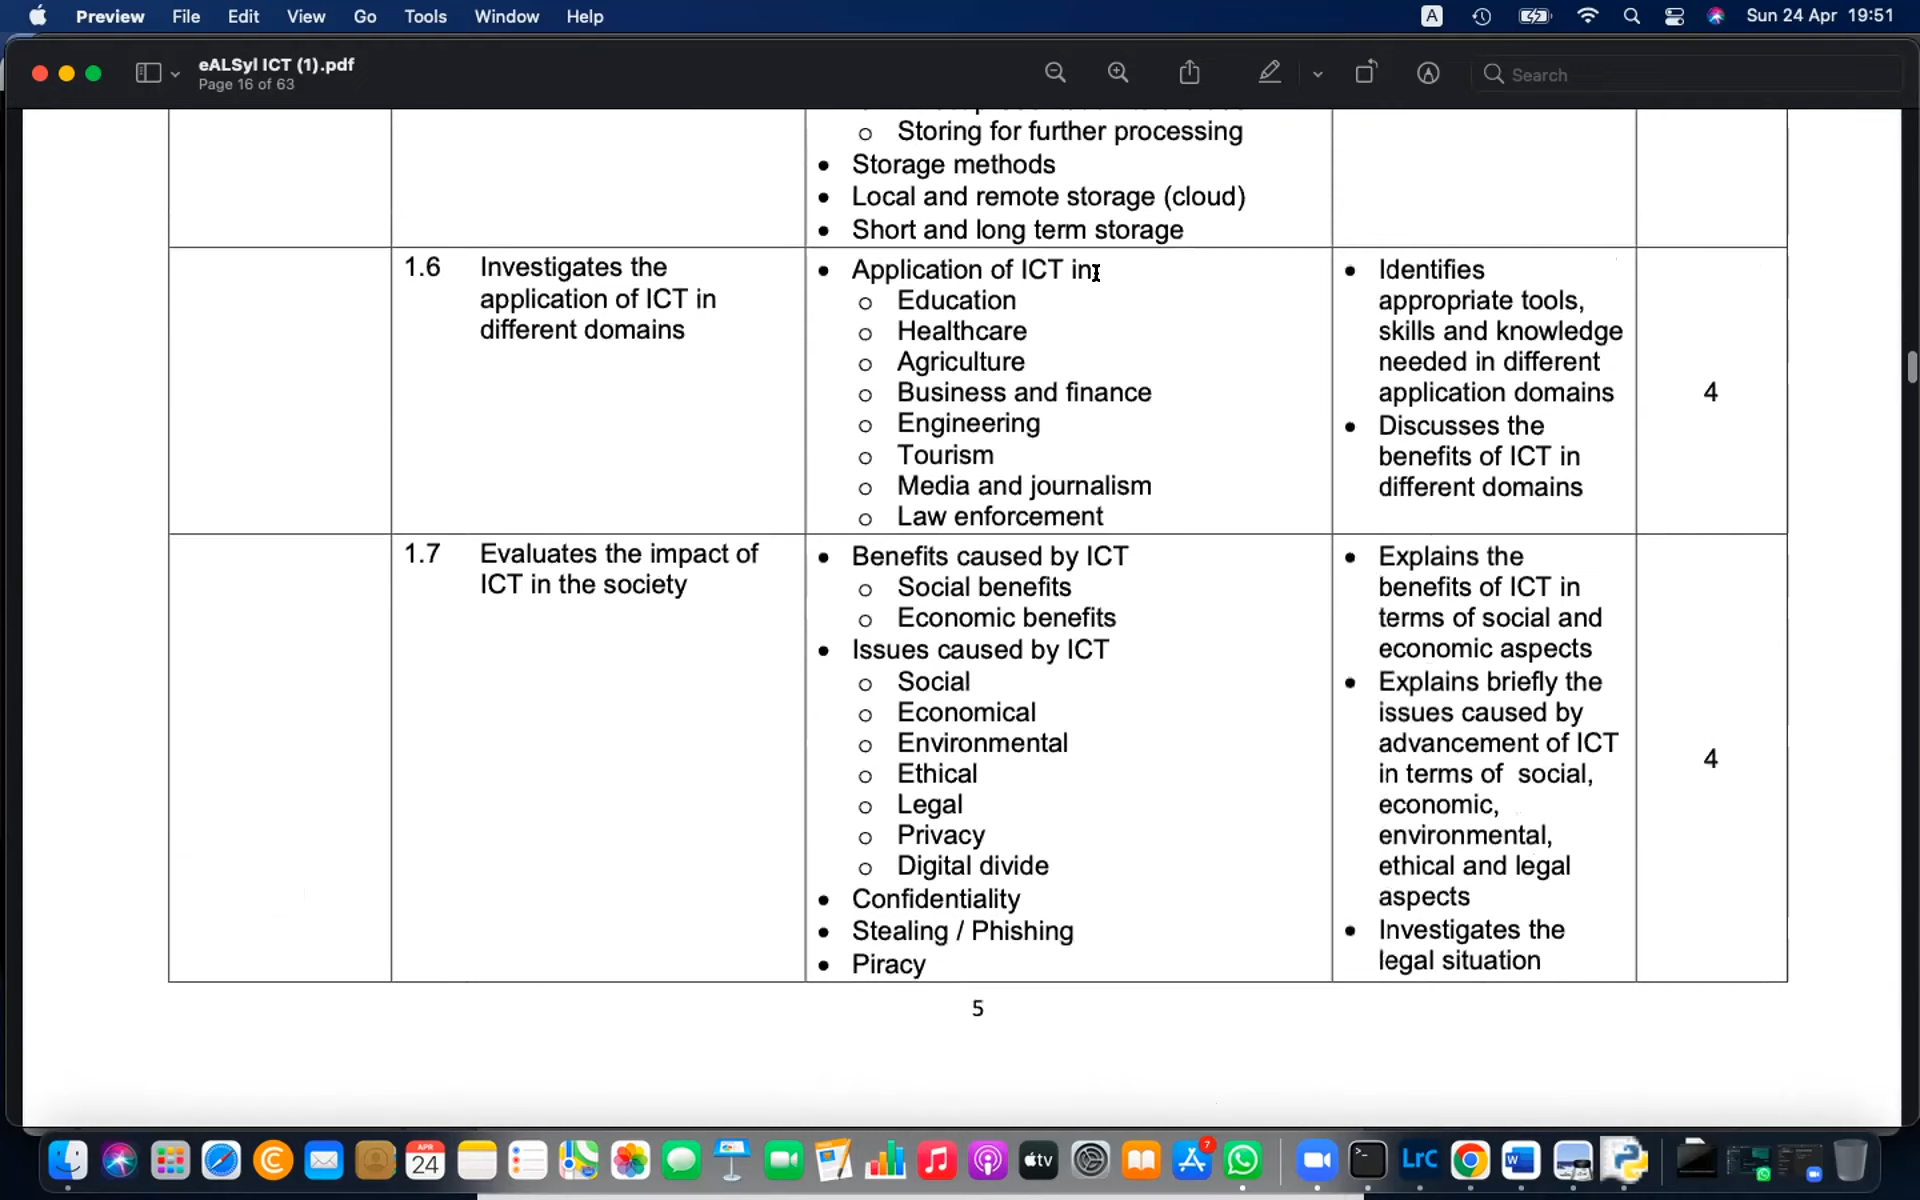 Preview File Edit View Go Tools Window Help
A
Sun 24 Apr 19:51
eALSyl ICT (1).pdf
Page 16 of 63
Search
o Storing for further processing
• Storage methods
• Local and remote storage (cloud)
• Short and long term storage
1.6 Investigates the
application of ICT in
different domains
• Application of ICT in
o Education
o Healthcare
o Agriculture
o Business and finance
o Engineering
o Tourism
o Media and journalism
o Law enforcement
• Identifies
appropriate tools,
skills and knowledge
needed in different
application domains
• Discusses the
benefits of ICT in
different domains
4
1.7 Evaluates the impact of
ICT in the society
• Benefits caused by ICT
o Social benefits
o Economic benefits
• Issues caused by ICT
o Social
o Economical
o Environmental
o Ethical
o Legal
o Privacy
o Digital divide
• Confidentiality
• Stealing / Phishing
• Piracy
• Explains the
benefits of ICT in
terms of social and
economic aspects
• Explains briefly the
issues caused by
advancement of ICT
in terms of social,
economic,
environmental,
ethical and legal
aspects
• Investigates the
legal situation
4
5
APR
24
tv
7
LrC
W